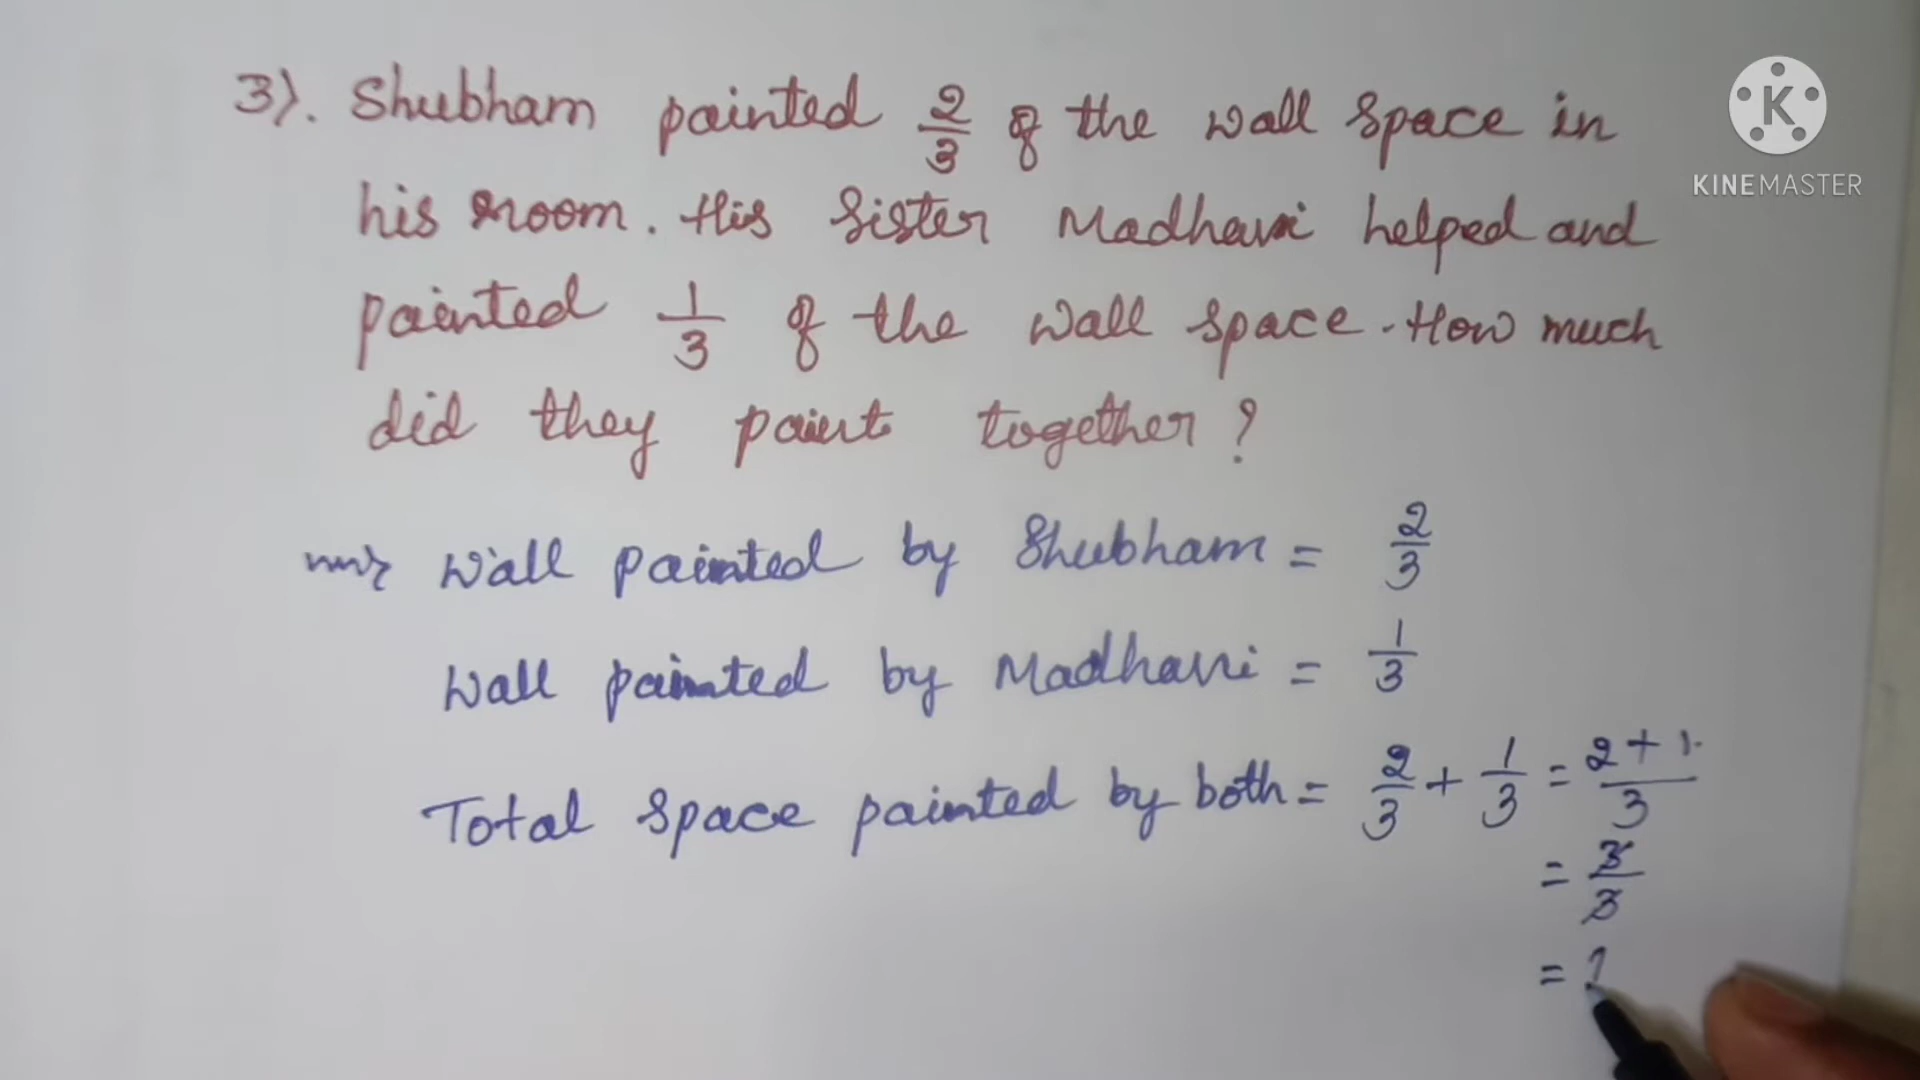 3). Shubham painted 2/3 of the wall space in
his room. His sister Madhavi helped and
painted 1/3 of the wall space. How much
did they paint together?
Wall painted by Shubham = 2/3
Wall painted by Madhavi = 1/3
Total space painted by both = 2/3 + 1/3 = 2+1/3
= 3/3
= 1
K
KINEMASTER